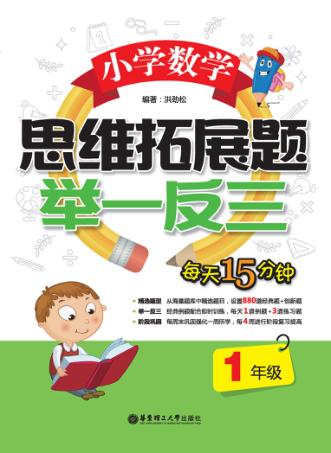 小学数学
编著：洪劲松
思维拓展题
举一反三
每天15分钟
精选题型 从海量题库中精选题目，设置880道经典题+创新题
举一反三 经典例题配合即时训练，每天1道例题+3道练习题
阶段巩固 每周末巩固强化一周所学，每4周进行阶段复习提高
1年级
华东理工大学出版社